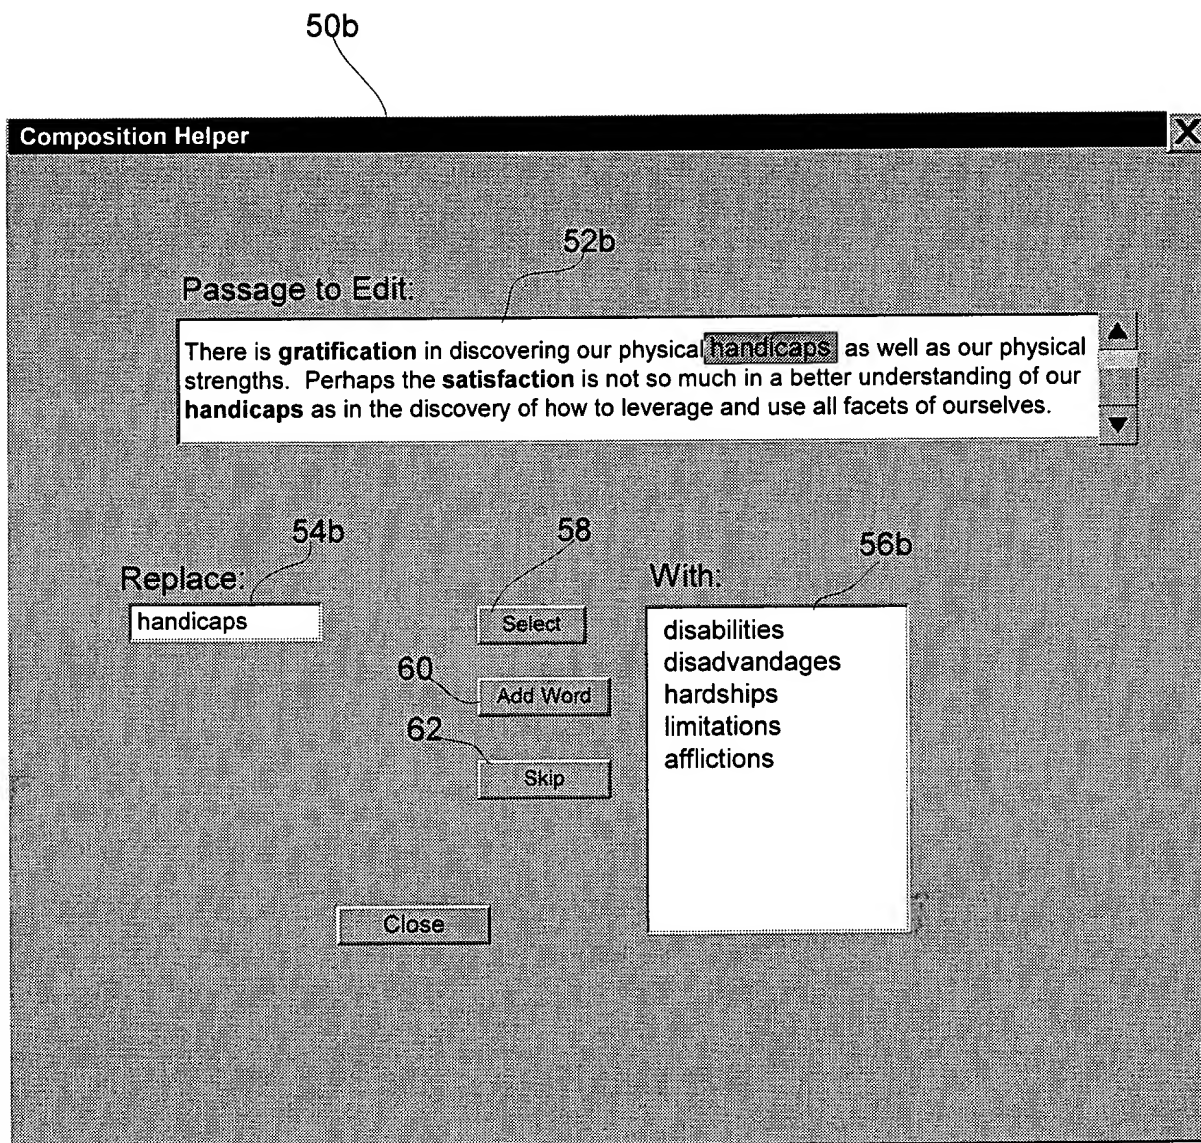 50b
Composition Helper X
52b
Passage to Edit:
There is gratification in discovering our physical handicaps as well as our physical
strengths. Perhaps the satisfaction is not so much in a better understanding of our
handicaps as in the discovery of how to leverage and use all facets of ourselves.
54b
58
56b
Replace:
With:
handicaps
Select
disabilities
disadvandages
60
Add Word
hardships
limitations
62
afflictions
Skip
Close